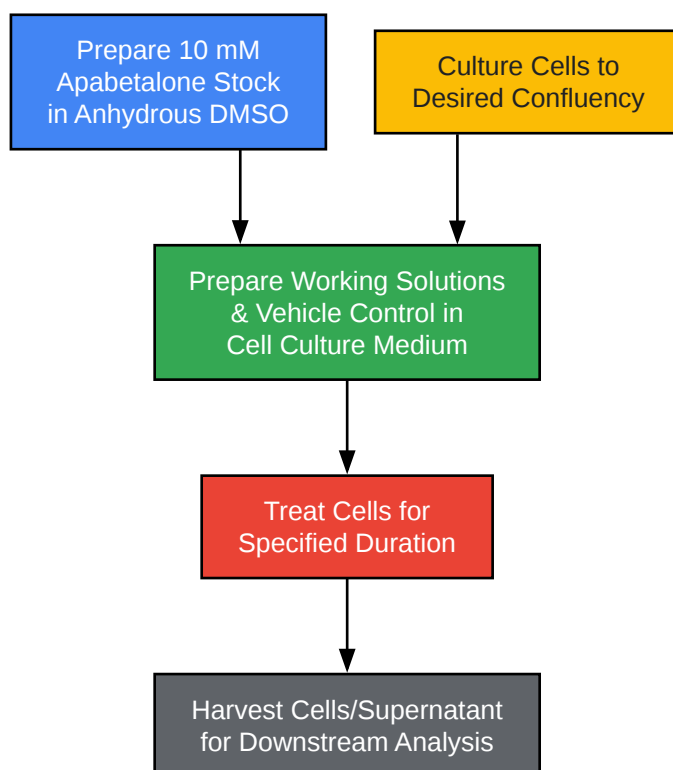 Prepare 10 mM
Apabetalone Stock
in Anhydrous DMSO
Culture Cells to
Desired Confluency
Prepare Working Solutions
& Vehicle Control in
Cell Culture Medium
Treat Cells for
Specified Duration
Harvest Cells/Supernatant
for Downstream Analysis